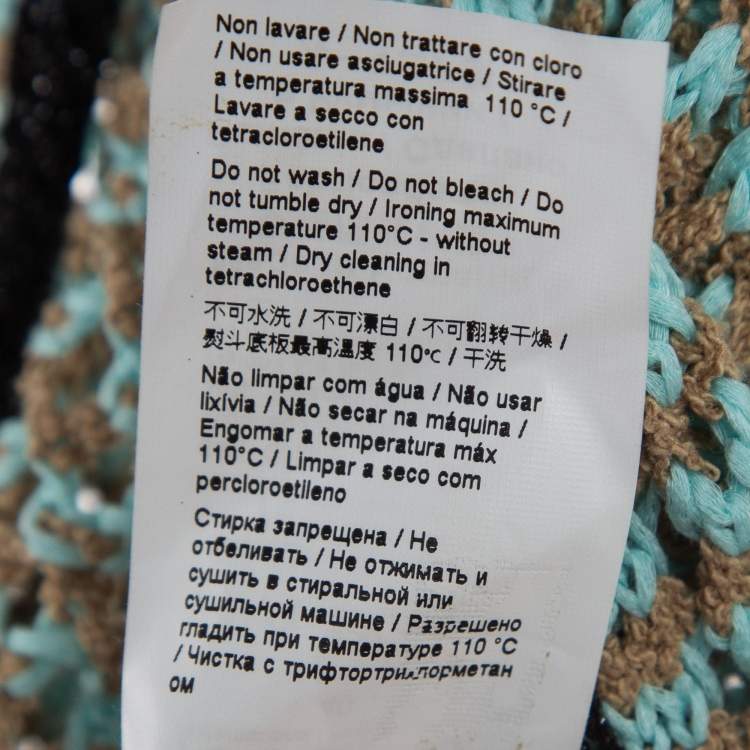 Non lavare / Non trattare con cloro
/ Non usare asciugatrice / Stirare
a temperatura massima 110 °C /
Lavare a secco con
tetracloroetilene
Do not wash / Do not bleach / Do
not tumble dry / Ironing maximum
temperature 110°C - without
steam / Dry cleaning in
tetrachloroethene
不可水洗 / 不可漂白 / 不可翻转干燥 /
熨斗底板最高温度 110°C / 干洗
Não limpar com água / Não usar
lixívia / Não secar na máquina /
Engomar a temperatura máx
110°C / Limpar a seco com
percloroetileno
Стирка запрещена / Не
отбеливать / Не отжимать и
сушить в стиральной или
сушильной машине / Разрешено
гладить при температуре 110 °C
/ Чистка с
ом